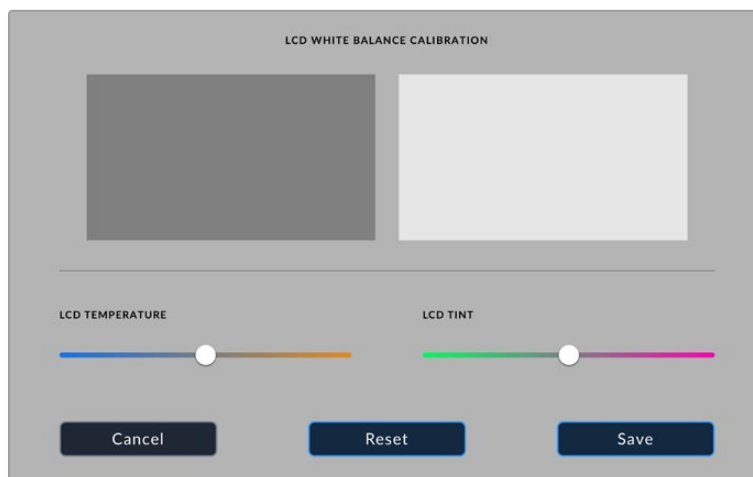 LCD WHITE BALANCE CALIBRATION
LCD TEMPERATURE
LCD TINT
Cancel
Reset
Save